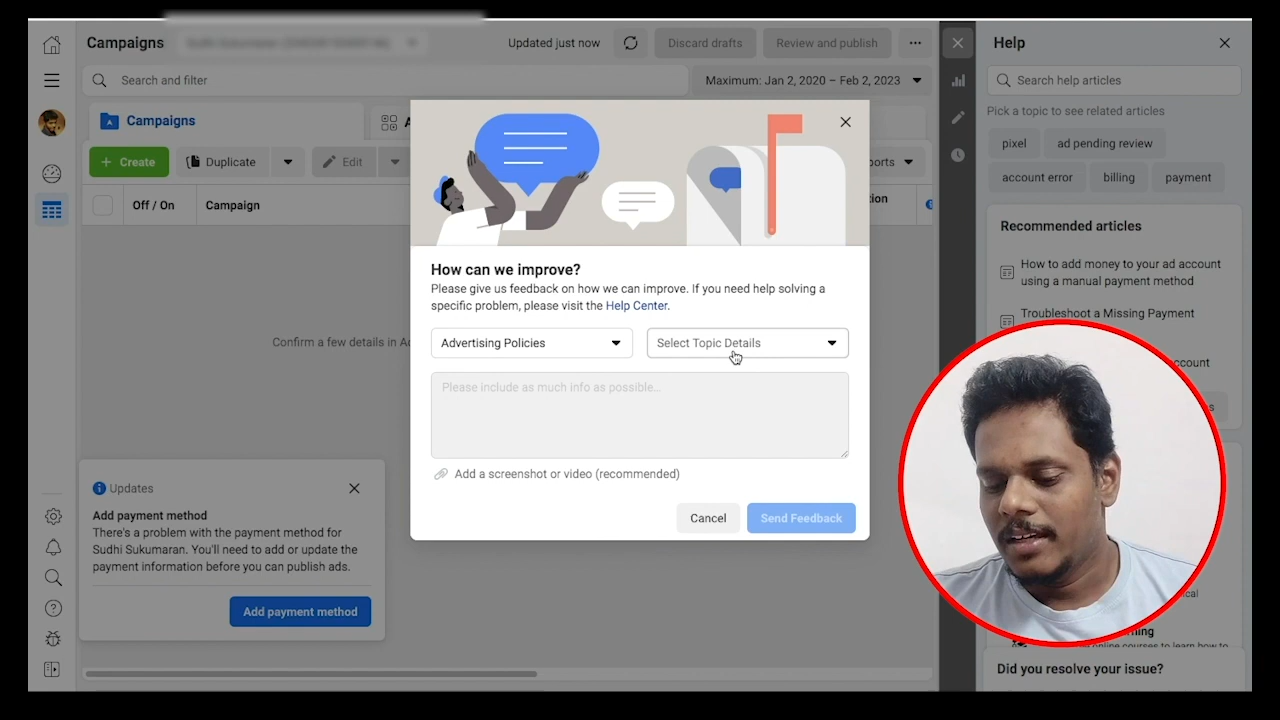 Campaigns
Updated just now
Discard drafts
Review and publish
Help
Search and filter
Maximum: Jan 2, 2020 – Feb 2, 2023
Search help articles
Pick a topic to see related articles
Campaigns
pixel
ad pending review
Create
Duplicate
Edit
account error
billing
payment
Off / On
Campaign
Recommended articles
How to add money to your ad account
using a manual payment method
Troubleshoot a Missing Payment
How can we improve?
Please give us feedback on how we can improve. If you need help solving a
specific problem, please visit the Help Center.
Advertising Policies
Select Topic Details
Confirm a few details in
Please include as much info as possible...
Add a screenshot or video (recommended)
Cancel
Send Feedback
Updates
Add payment method
There's a problem with the payment method for
Sudhi Sukumaran. You'll need to add or update the
payment information before you can publish ads.
Add payment method
online courses to learn how to
Did you resolve your issue?